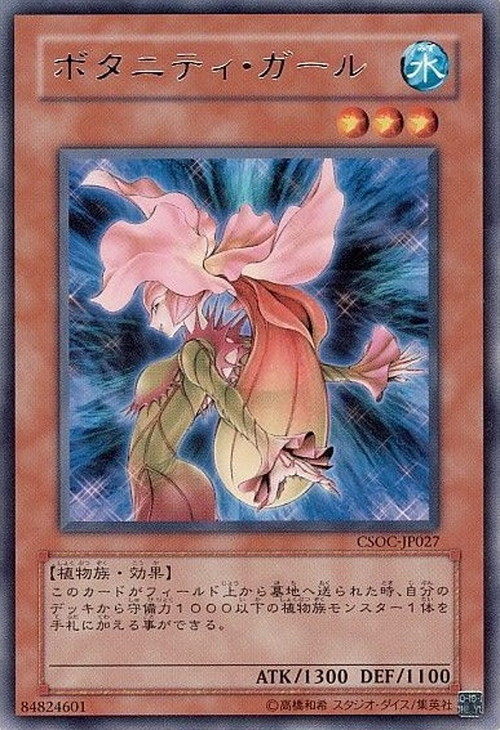 ボタニティ・ガール
水
CSOC-JP027
【植物族・効果】
このカードがフィールド上から墓地へ送られた時、自分の
デッキから守備力1000以下の植物族モンスター1体を
手札に加える事ができる。
ATK/1300 DEF/1100
84824601
©高橋和希 スタジオ・ダイス/集英社